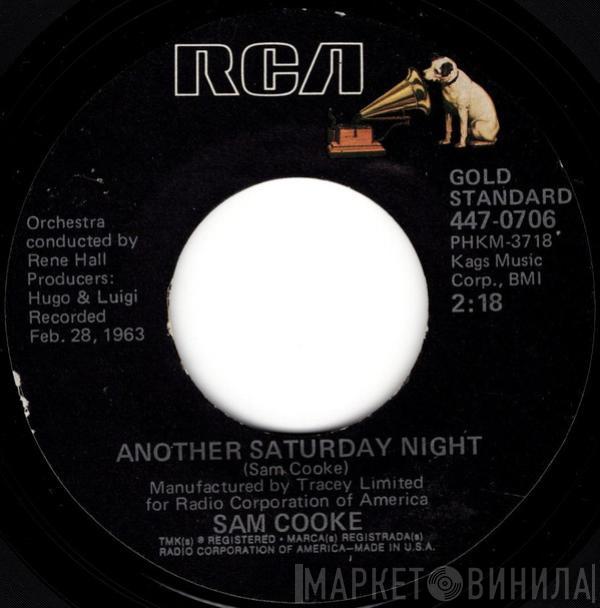 RCA
GOLD
STANDARD
447-0706
PHKM-3718
Kags Music
Corp., BMI
2:18
Orchestra
conducted by
Rene Hall
Producers:
Hugo & Luigi
Recorded
Feb. 28, 1963
ANOTHER SATURDAY NIGHT
(Sam Cooke)
Manufactured by Tracey Limited
for Radio Corporation of America
SAM COOKE
TMK(s) ® REGISTERED • MARCA(s) REGISTRADA(s)
RADIO CORPORATION OF AMERICA—MADE IN U.S.A.
МАРКЕТ ВИНИЛА